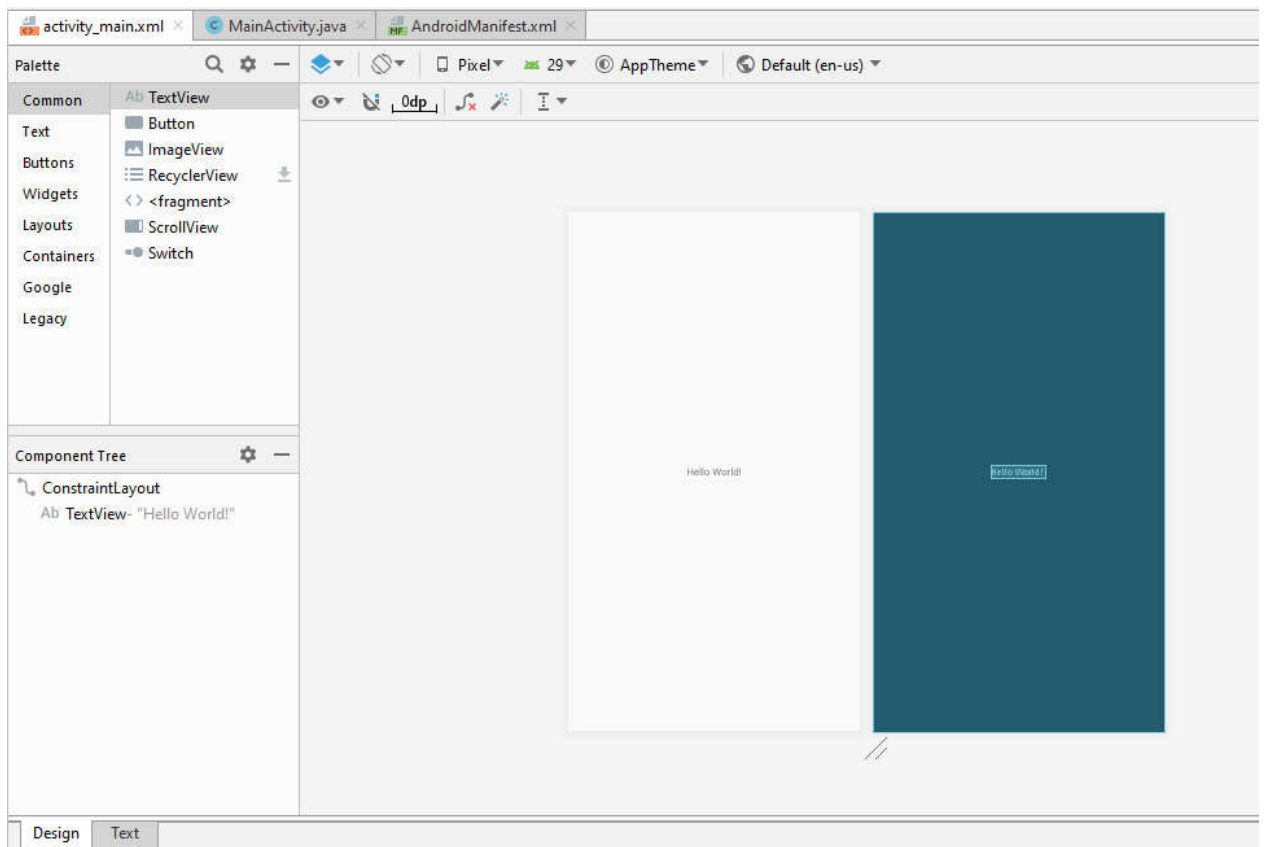 activity_main.xml MainActivity.java AndroidManifest.xml
Palette Pixel 29 AppTheme Default (en-us)
0dp
Common
Text
Buttons
Widgets
Layouts
Containers
Google
Legacy
Ab TextView
Button
ImageView
RecyclerView
<> <fragment>
ScrollView
Switch
Component Tree
ConstraintLayout
Ab TextView- "Hello World!"
Hello World!
Hello World!
Design Text